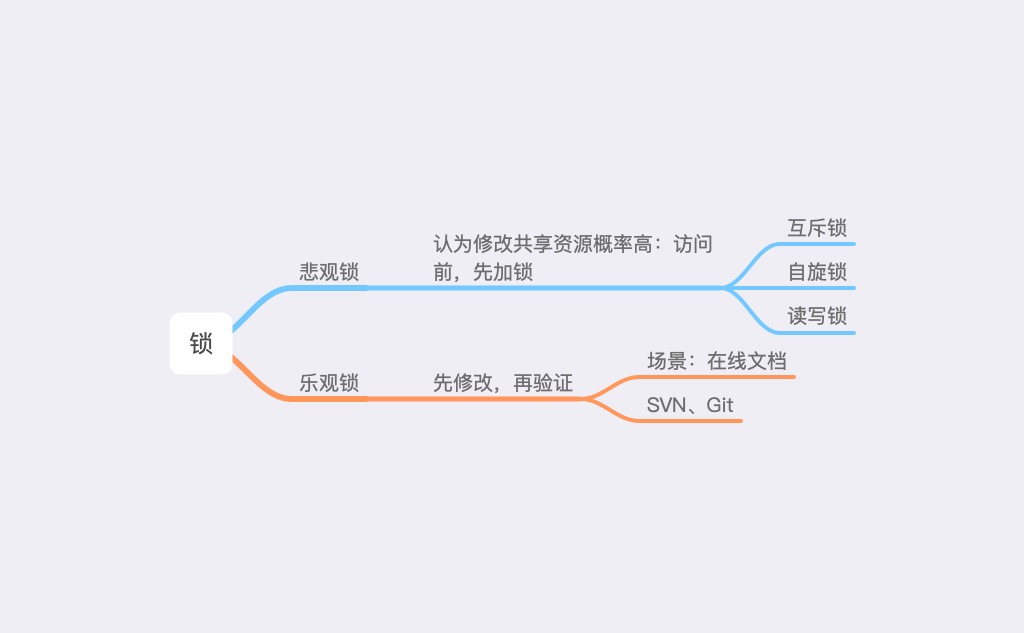 锁
悲观锁
认为修改共享资源概率高：访问
前，先加锁
互斥锁
自旋锁
读写锁
乐观锁
先修改，再验证
场景：在线文档
SVN、Git